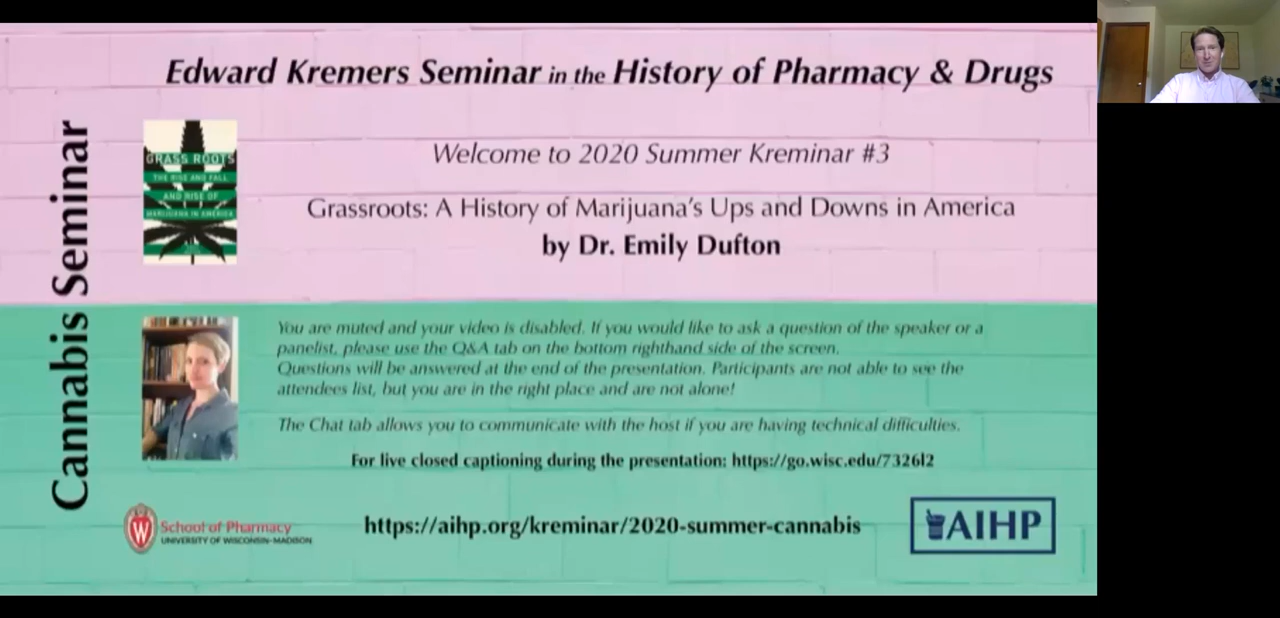 Edward Kremers Seminar in the History of Pharmacy & Drugs
Cannabis Seminar
GRASS ROOTS
THE RISE AND FALL
AND RISE OF
MARIJUANA IN AMERICA
Welcome to 2020 Summer Kreminar #3
Grassroots: A History of Marijuana's Ups and Downs in America
by Dr. Emily Dufton
You are muted and your video is disabled. If you would like to ask a question of the speaker or a
panelist, please use the Q&A tab on the bottom righthand side of the screen.
Questions will be answered at the end of the presentation. Participants are not able to see the
attendees list, but you are in the right place and are not alone!
The Chat tab allows you to communicate with the host if you are having technical difficulties.
For live closed captioning during the presentation: https://go.wisc.edu/7326l2
W School of Pharmacy
UNIVERSITY OF WISCONSIN-MADISON
https://aihp.org/kreminar/2020-summer-cannabis
AIHP